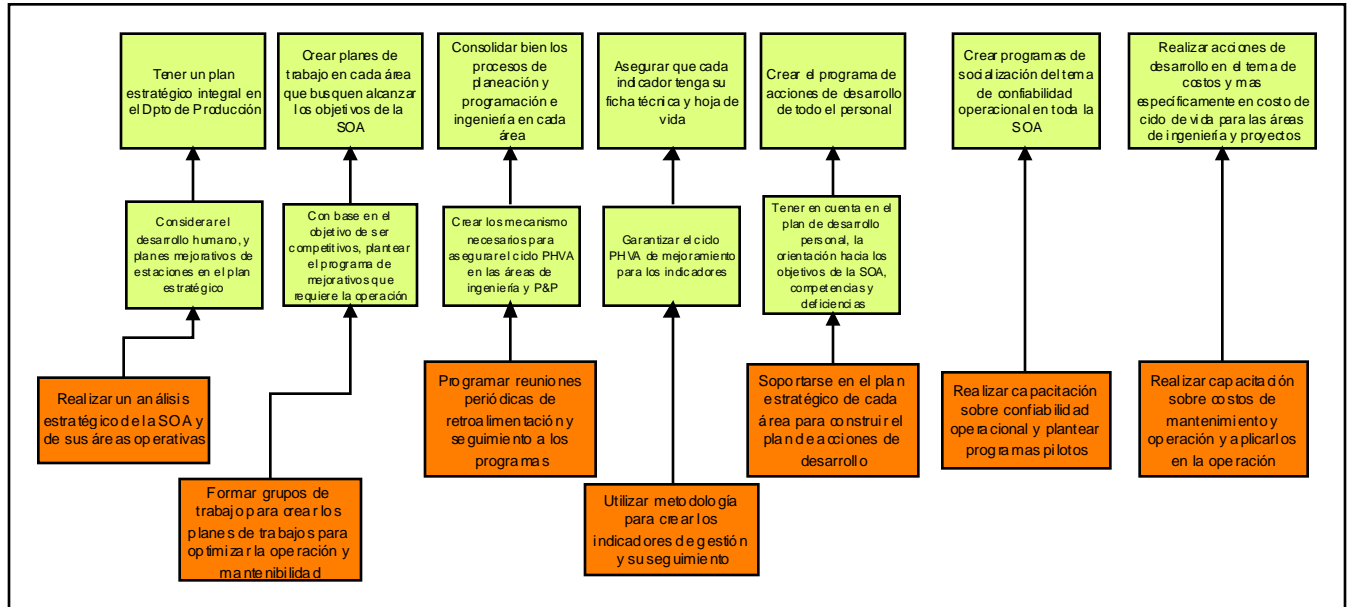 Tener un plan
estratégico integral en
el Dpto de Producción
Crear planes de
trabajo en cada área
que busquen alcanzar
los objetivos de la
SOA
Consolidar bien los
procesos de
planeación y
programación e
ingeniería en cada
área
Asegurar que cada
indicador tenga su
ficha técnica y hoja de
vida
Crear el programa de
acciones de desarrollo
de todo el personal
Crear programas de
socialización del tema
de confiabilidad
operacional en toda la
SOA
Realizar acciones de
desarrollo en el tema de
costos y mas
específicamente en costo de
ciclo de vida para las áreas
de ingeniería y proyectos
Considerar el
desarrollo humano, y
planes mejorativos de
estaciones en el plan
estratégico
Con base en el
objetivo de ser
competitivos, plantear
el programa de
mejorativos que
requiere la operación
Crear los mecanismo
necesarios para
asegurar el ciclo PHVA
en las áreas de
ingeniería y P&P
Garantizar el ciclo
PHVA de mejoramiento
para los indicadores
Tener en cuenta en el
plan de desarrollo
personal, la
orientación hacia los
objetivos de la SOA,
competencias y
deficiencias
Realizar un análisis
estratégico de la SOA y
de sus áreas operativas
Formar grupos de
trabajo para crear los
planes de trabajos para
optimizar la operación y
mantenibilidad
Programar reuniones
periódicas de
retroalimentación y
seguimiento a los
programas
Utilizar metodología
para crear los
indicadores de gestión
y su seguimiento
Soportarse en el plan
estratégico de cada
área para construir el
plan de acciones de
desarrollo
Realizar capacitación
sobre confiabilidad
operacional y plantear
programas pilotos
Realizar capacitación
sobre costos de
mantenimiento y
operación y aplicarlos
en la operación